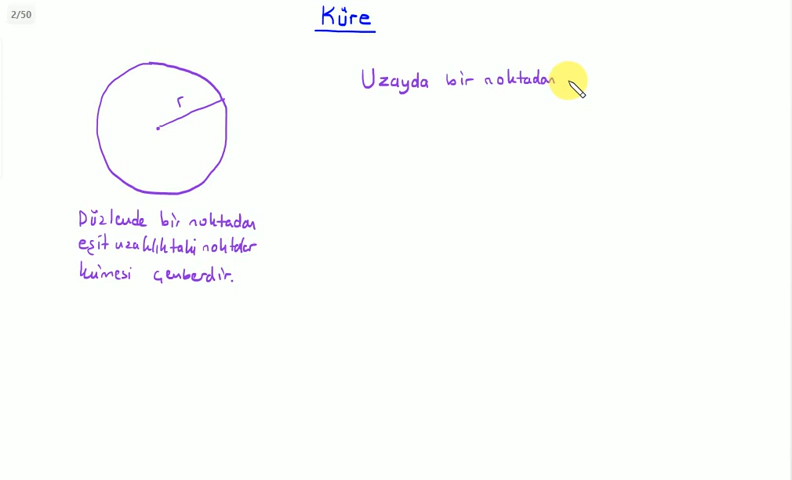 2/50
Küre
r
Uzayda bir noktadan
Düzlemde bir noktadan
eşit uzaklıktaki noktalar
kümesi çemberdir.